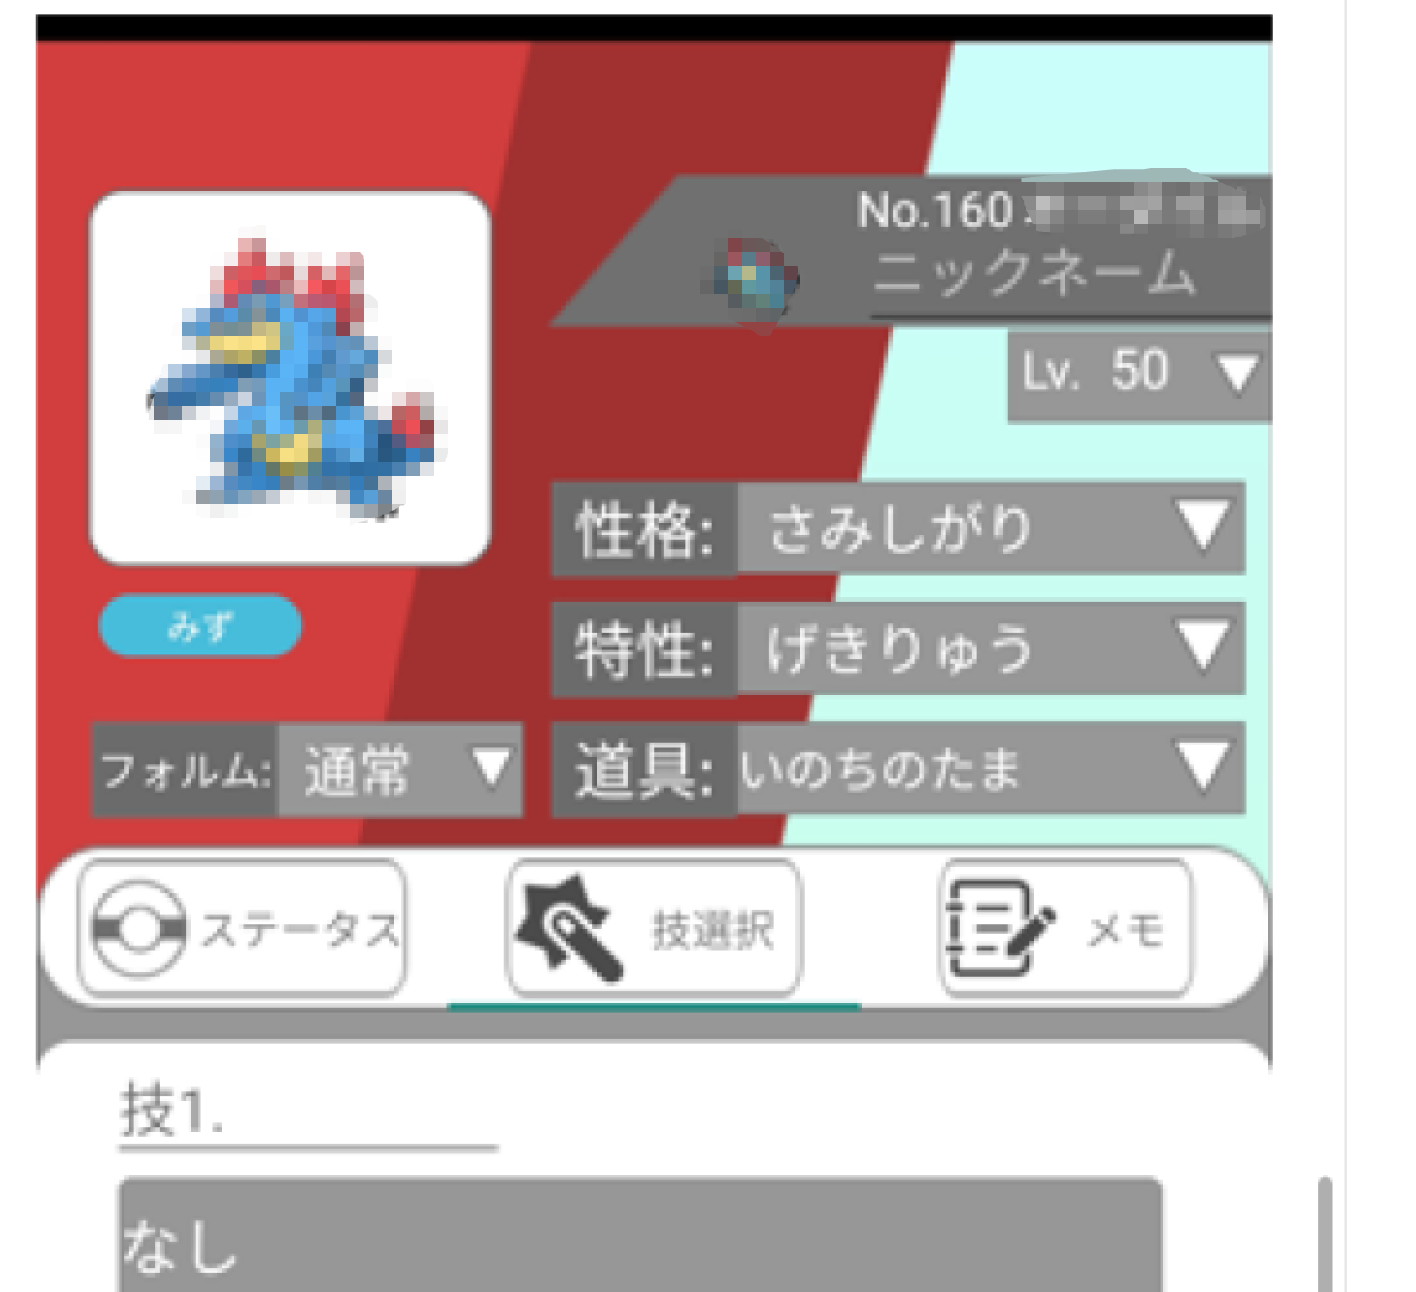 No.160
ニックネーム
Lv. 50
性格: さみしがり
みず
特性: げきりゅう
フォルム: 通常
道具: いのちのたま
ステータス
技選択
メモ
技1.
なし